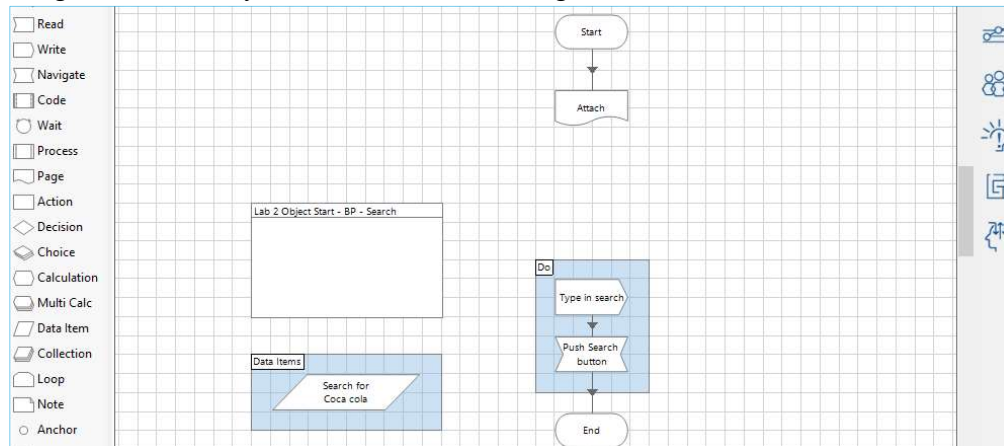 Read
Write
Navigate
Code
Wait
Process
Page
Action
Decision
Choice
Calculation
Multi Calc
Data Item
Collection
Loop
Note
Anchor
Start
Attach
Lab 2 Object Start - BP - Search
Do
Type in search
Push Search
button
Data Items
Search for
Coca cola
End